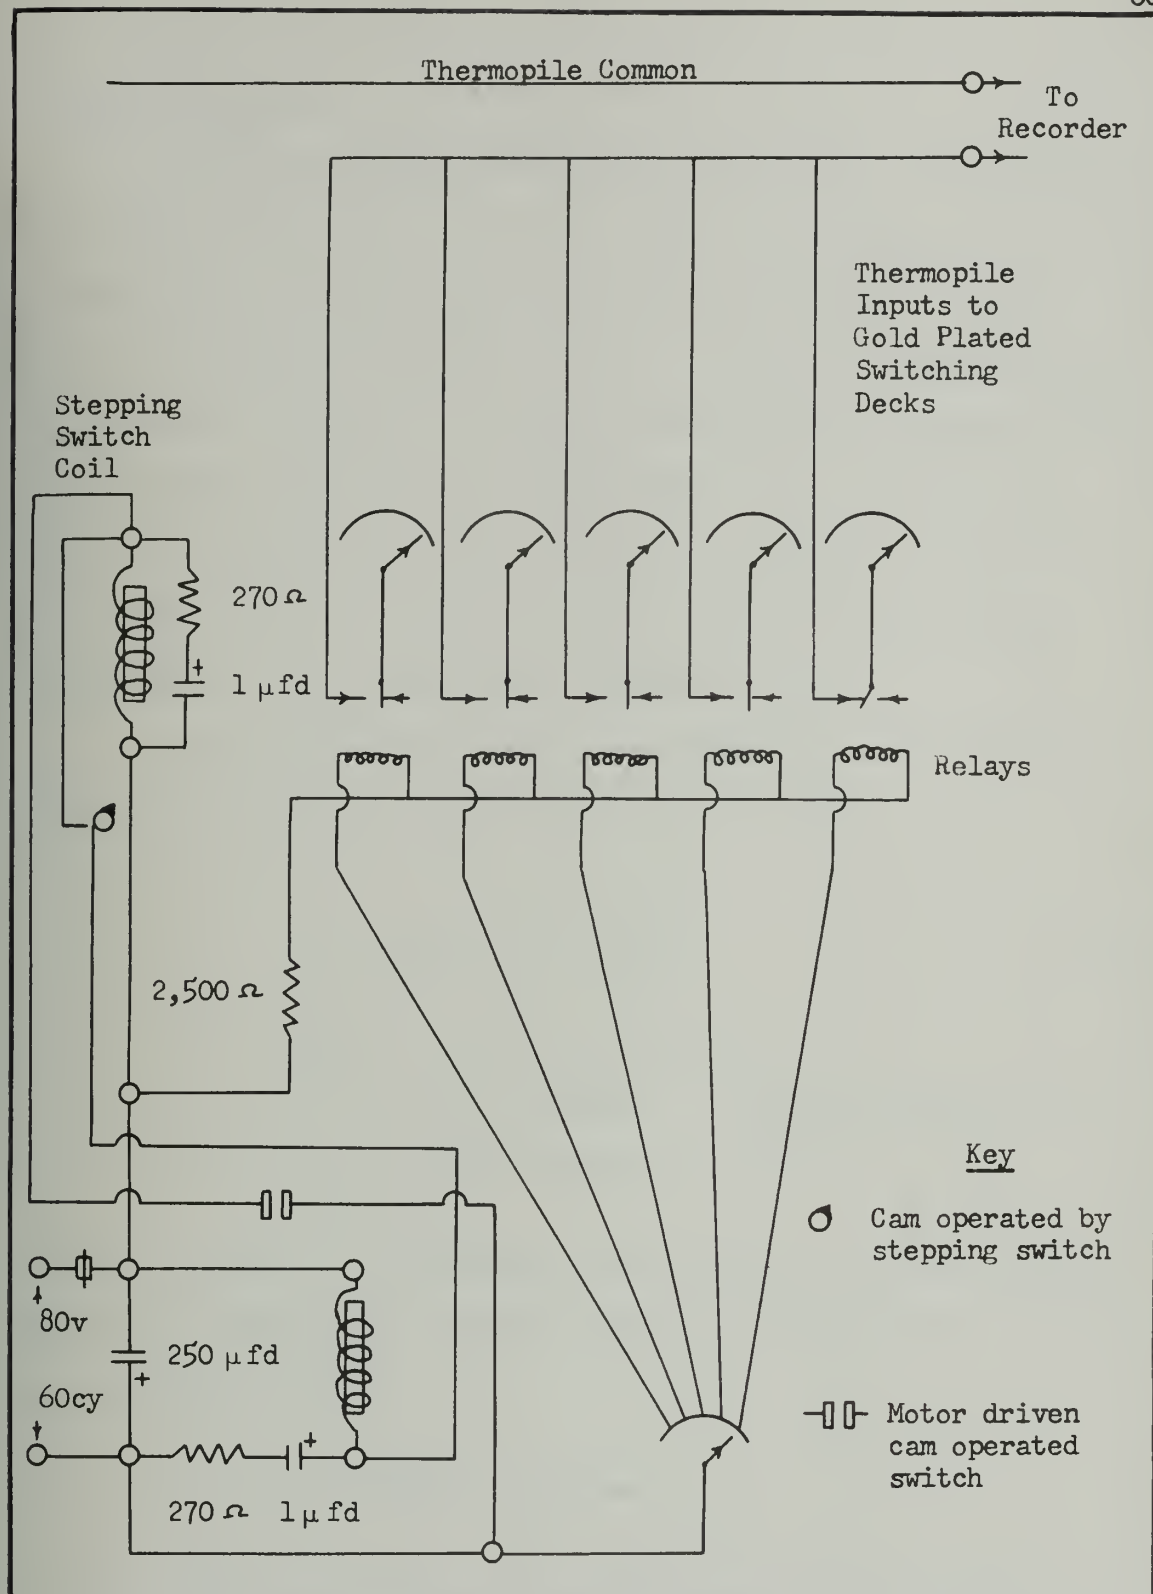 Thermopile Common
To
Recorder
Thermopile
Inputs to
Gold Plated
Switching
Decks
Stepping
Switch
Coil
270 Ω
+
1 μfd
Relays
2,500 Ω
Key
Cam operated by
stepping switch
80v
250 μfd
+
60cy
Motor driven
cam operated
switch
+
270 Ω 1 μfd